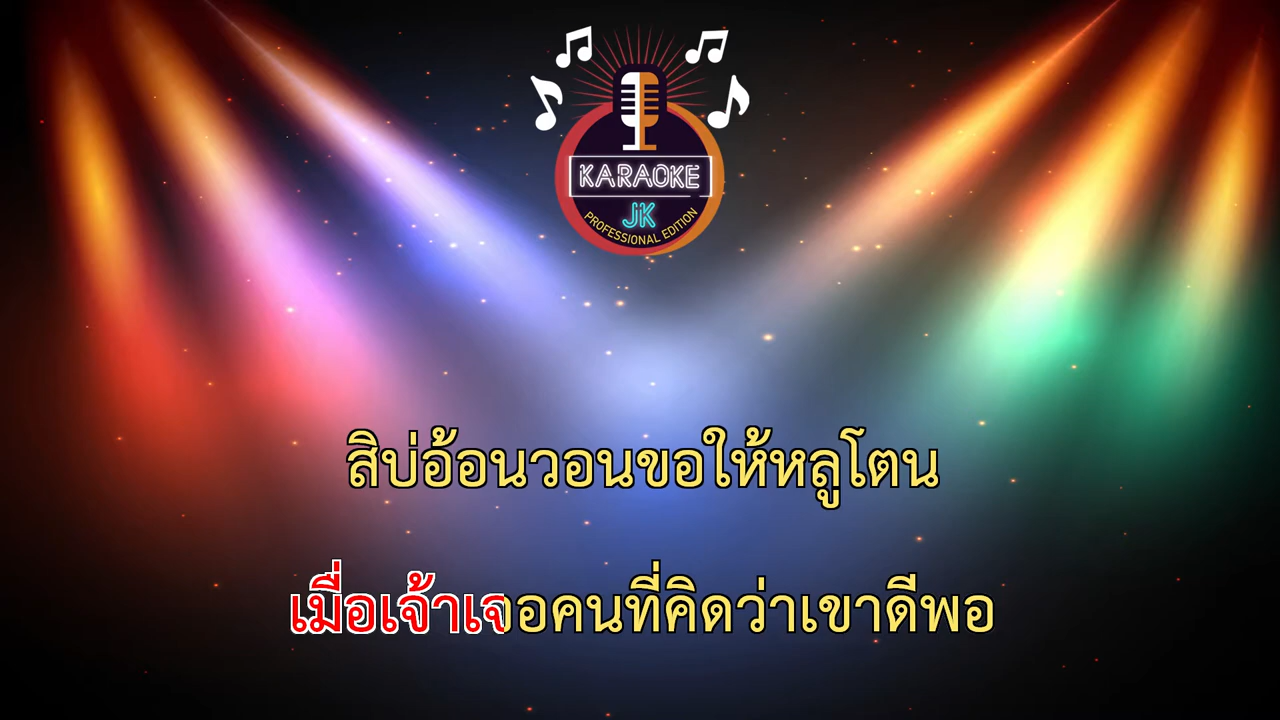 KARAOKE
JK
PROFESSIONAL EDITION
สิบ่อ้อนวอนขอให้หลูโตน
เมื่อเจ้าเจอคนที่คิดว่าเขาดีพอ